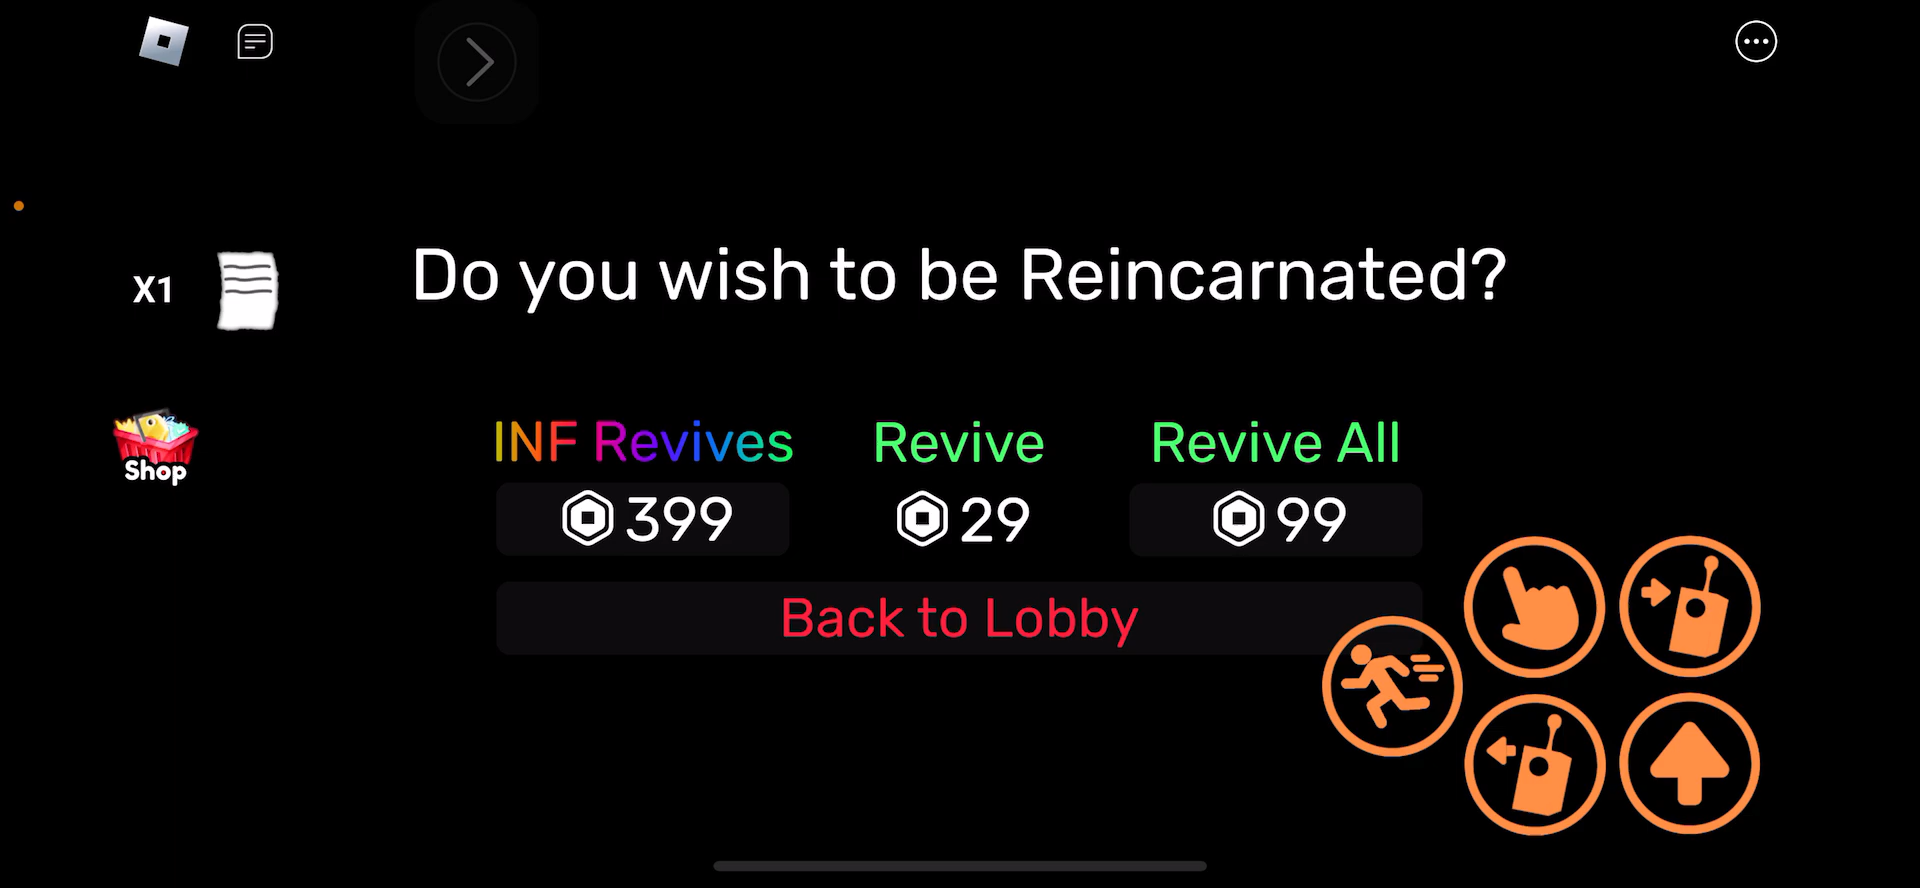 X1
Do you wish to be Reincarnated?
Shop
INF Revives
Revive
Revive All
399
29
99
Back to Lobby